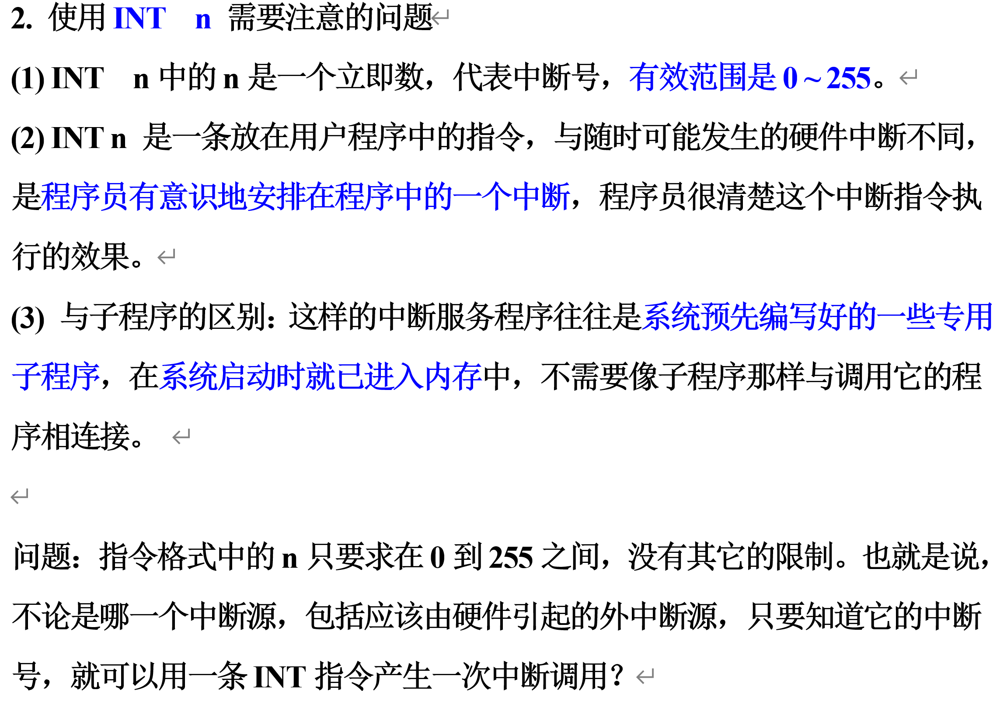 2. 使用 INT n 需要注意的问题
(1) INT n 中的 n 是一个立即数，代表中断号，有效范围是 0 ~ 255。
(2) INT n 是一条放在用户程序中的指令，与随时可能发生的硬件中断不同，
是程序员有意识地安排在程序中的一个中断，程序员很清楚这个中断指令执
行的效果。
(3) 与子程序的区别：这样的中断服务程序往往是系统预先编写好的一些专用
子程序，在系统启动时就已进入内存中，不需要像子程序那样与调用它的程
序相连接。
问题：指令格式中的 n 只要求在 0 到 255 之间，没有其它的限制。也就是说，
不论是哪一个中断源，包括应该由硬件引起的外中断源，只要知道它的中断
号，就可以用一条 INT 指令产生一次中断调用？